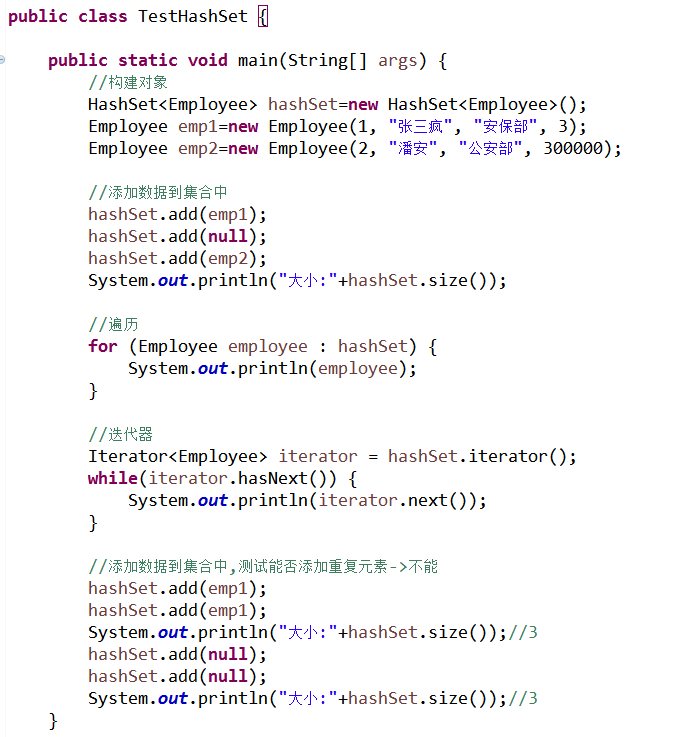 public class TestHashSet {
public static void main(String[] args) {
//构建对象
HashSet<Employee> hashSet=new HashSet<Employee>();
Employee emp1=new Employee(1, "张三疯", "安保部", 3);
Employee emp2=new Employee(2, "潘安", "公安部", 300000);
//添加数据到集合中
hashSet.add(emp1);
hashSet.add(null);
hashSet.add(emp2);
System.out.println("大小:"+hashSet.size());
//遍历
for (Employee employee : hashSet) {
System.out.println(employee);
}
//迭代器
Iterator<Employee> iterator = hashSet.iterator();
while(iterator.hasNext()) {
System.out.println(iterator.next());
}
//添加数据到集合中,测试能否添加重复元素->不能
hashSet.add(emp1);
hashSet.add(emp1);
System.out.println("大小:"+hashSet.size());//3
hashSet.add(null);
hashSet.add(null);
System.out.println("大小:"+hashSet.size());//3
}